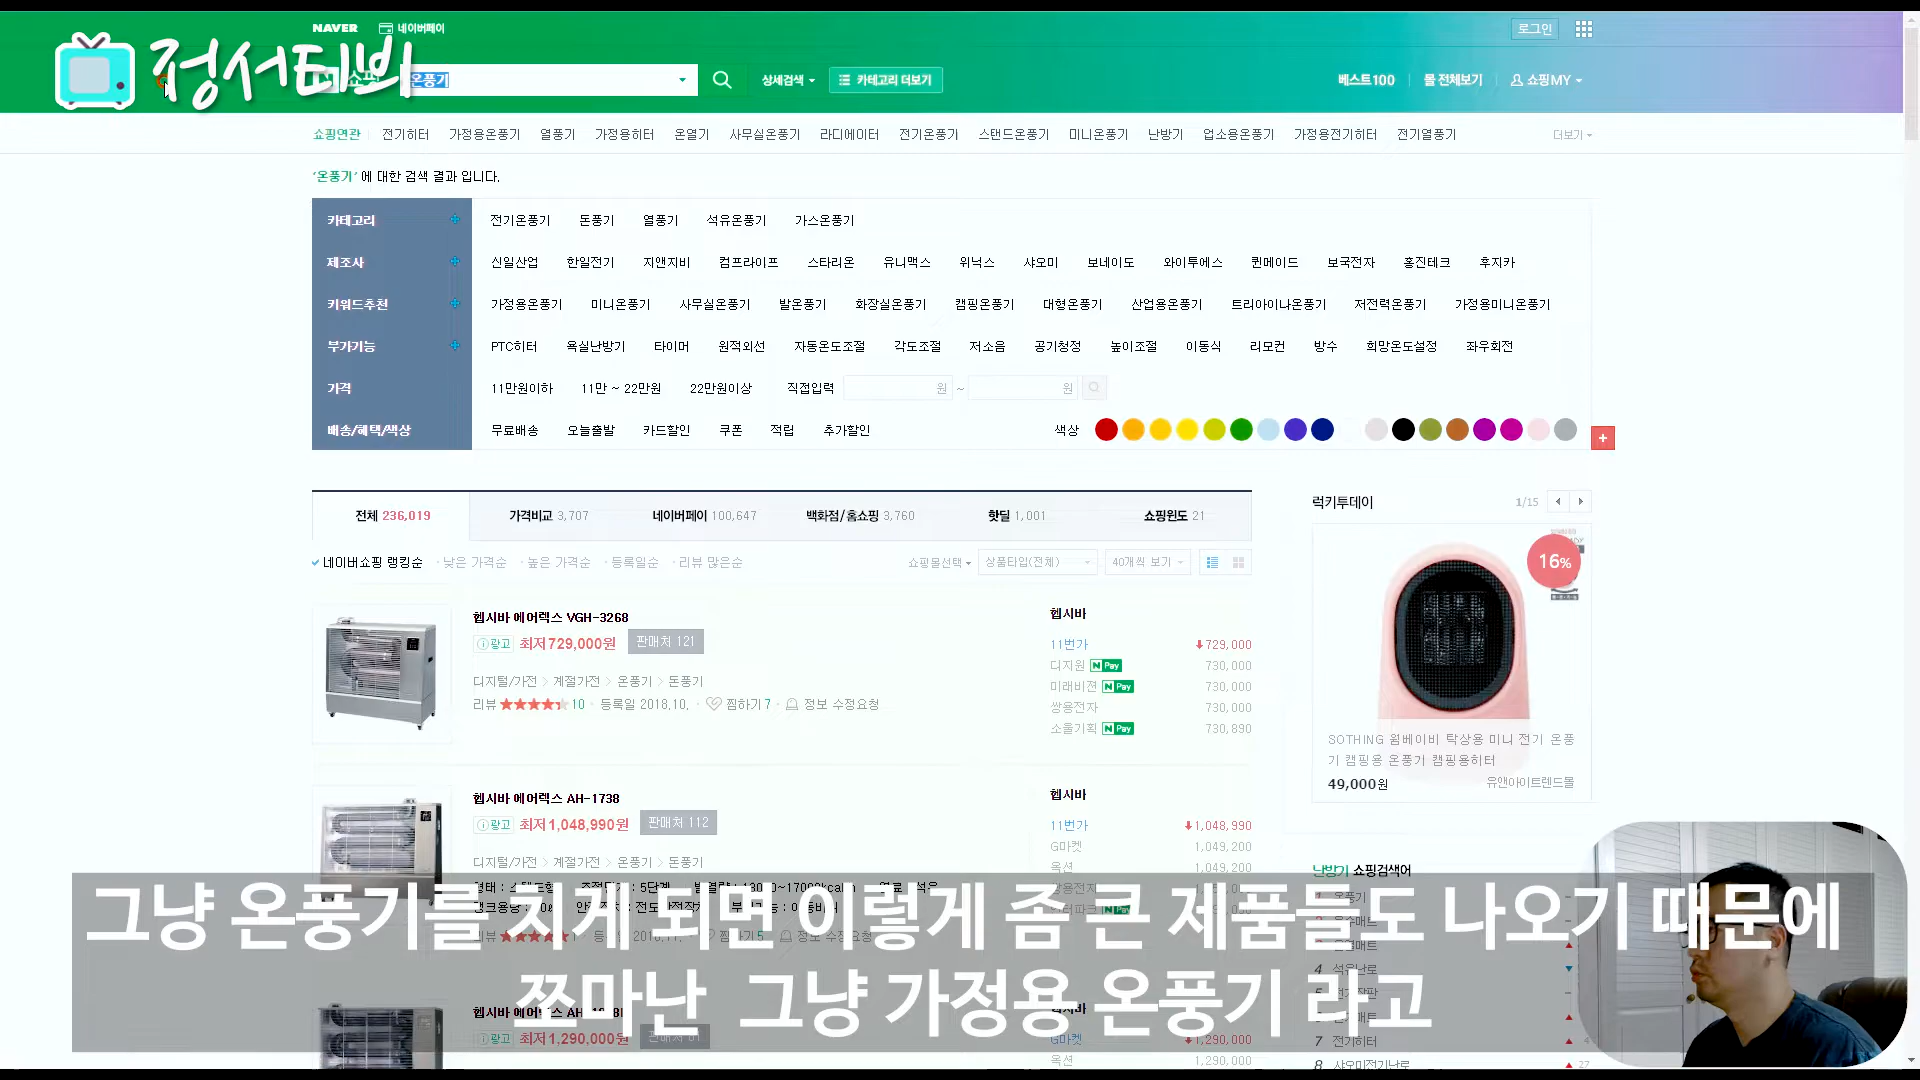 NAVER 네이버페이
로그인
정서티븨
온풍기
상세검색
카테고리 더보기
베스트100
몰 전체보기
쇼핑MY
쇼핑연관 전기히터 가정용온풍기 열풍기 가정용히터 온열기 사무실온풍기 라디에이터 전기온풍기 스탠드온풍기 미니온풍기 난방기 업소용온풍기 가정용전기히터 전기열풍기 더보기
'온풍기' 에 대한 검색 결과 입니다.
카테고리 전기온풍기 돈풍기 열풍기 석유온풍기 가스온풍기
제조사 신일산업 한일전기 지앤지비 컴프라이프 스타리온 유니맥스 위닉스 샤오미 보네이도 와이투에스 퀸메이드 보국전자 홍진테크 후지카
키워드추천 가정용온풍기 미니온풍기 사무실온풍기 발온풍기 화장실온풍기 캠핑온풍기 대형온풍기 산업용온풍기 트리아이나온풍기 저전력온풍기 가정용미니온풍기
부가기능 PTC히터 욕실난방기 타이머 원적외선 자동온도조절 각도조절 저소음 공기청정 높이조절 이동식 리모컨 방수 희망온도설정 좌우회전
가격 11만원이하 11만 ~ 22만원 22만원이상 직접입력 원 ~ 원
배송/혜택/색상 무료배송 오늘출발 카드할인 쿠폰 적립 추가할인 색상
전체 236,019 가격비교 3,707 네이버페이 100,647 백화점/홈쇼핑 3,760 핫딜 1,001 쇼핑윈도 21
네이버쇼핑 랭킹순 · 낮은 가격순 · 높은 가격순 · 등록일순 · 리뷰 많은순
쇼핑몰선택 상품타입(전체) 40개씩 보기
헵시바 에어렉스 VGH-3268
광고 최저729,000원 판매처 121
디지털/가전 > 계절가전 > 온풍기 > 돈풍기
리뷰 10 · 등록일 2018.10. · 찜하기 7 · 정보 수정요청
헵시바
11번가 729,000
디지원 N Pay 730,000
미래비젼 N Pay 730,000
쌍용전자 730,000
소울기획 N Pay 730,890
헵시바 에어렉스 AH-1738
광고 최저1,048,990원 판매처 112
디지털/가전 > 계절가전 > 온풍기 > 돈풍기
헵시바
11번가 1,048,990
G마켓 1,049,200
옥션 1,049,200
광고 최저1,290,000원
G마켓 1,290,000
옥션 1,290,000
럭키투데이 1/15
16%
SOTHING 웜베이비 탁상용 미니 전기 온풍
기 캠핑용 온풍기 캠핑용히터
49,000원 유앤아이트렌드몰
난방기 쇼핑검색어
4 석유난로
7 전기히터
8 샤오미전기난로 27
그냥 온풍기를 치게 되면 이렇게 좀 큰 제품들도 나오기 때문에
쪼마난 그냥 가정용 온풍기 라고